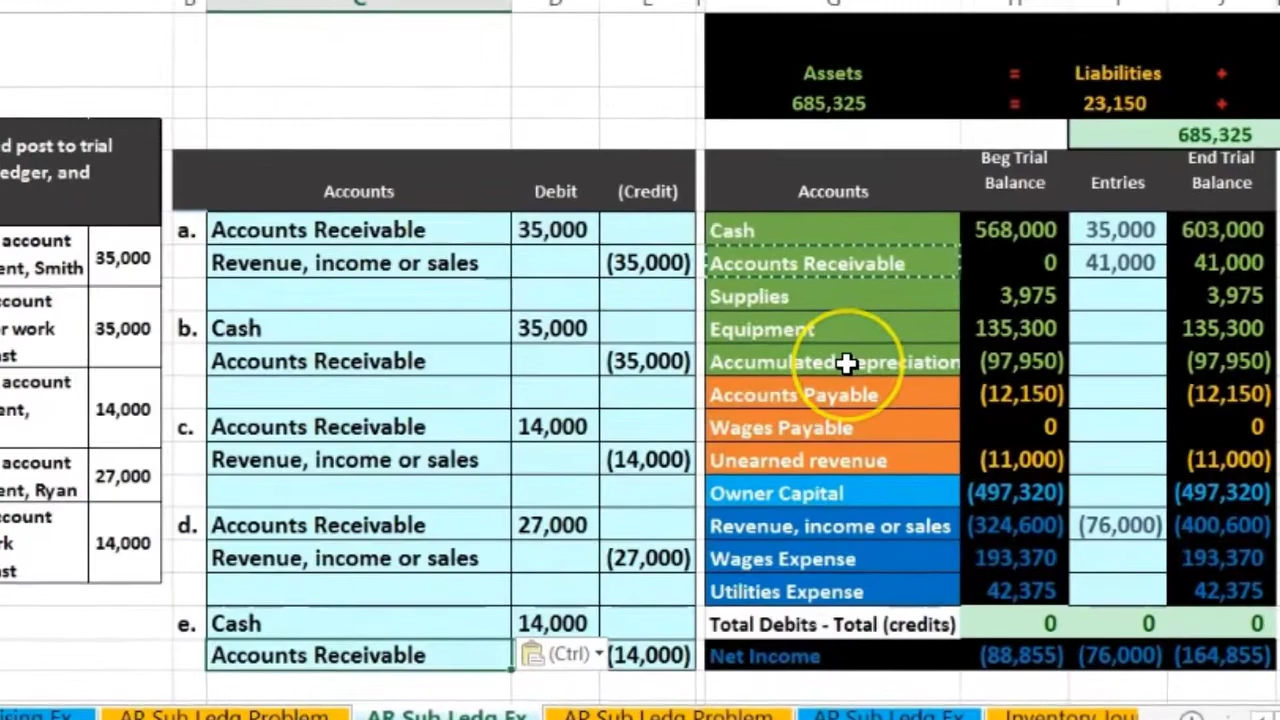 Assets = Liabilities +
685,325 = 23,150 +
685,325
d post to trial
edger, and
Accounts Debit (Credit)
Accounts Beg Trial Balance Entries End Trial Balance
account
ent, Smith 35,000
ccount
r work
st 35,000
account
nt, 14,000
account
ent, Ryan 27,000
ccount
k
st 14,000
a. Accounts Receivable 35,000
Revenue, income or sales (35,000)
b. Cash 35,000
Accounts Receivable (35,000)
c. Accounts Receivable 14,000
Revenue, income or sales (14,000)
d. Accounts Receivable 27,000
Revenue, income or sales (27,000)
e. Cash 14,000
Accounts Receivable (Ctrl) (14,000)
Cash 568,000 35,000 603,000
Accounts Receivable 0 41,000 41,000
Supplies 3,975 3,975
Equipment 135,300 135,300
Accumulated Depreciation (97,950) (97,950)
Accounts Payable (12,150) (12,150)
Wages Payable 0 0
Unearned revenue (11,000) (11,000)
Owner Capital (497,320) (497,320)
Revenue, income or sales (324,600) (76,000) (400,600)
Wages Expense 193,370 193,370
Utilities Expense 42,375 42,375
Total Debits - Total (credits) 0 0 0
Net Income (88,855) (76,000) (164,855)
AR Sub Ledg Problem AR Sub Ledg Ex AR Sub Ledg Problem AR Sub Ledg Ex Inventory Jou